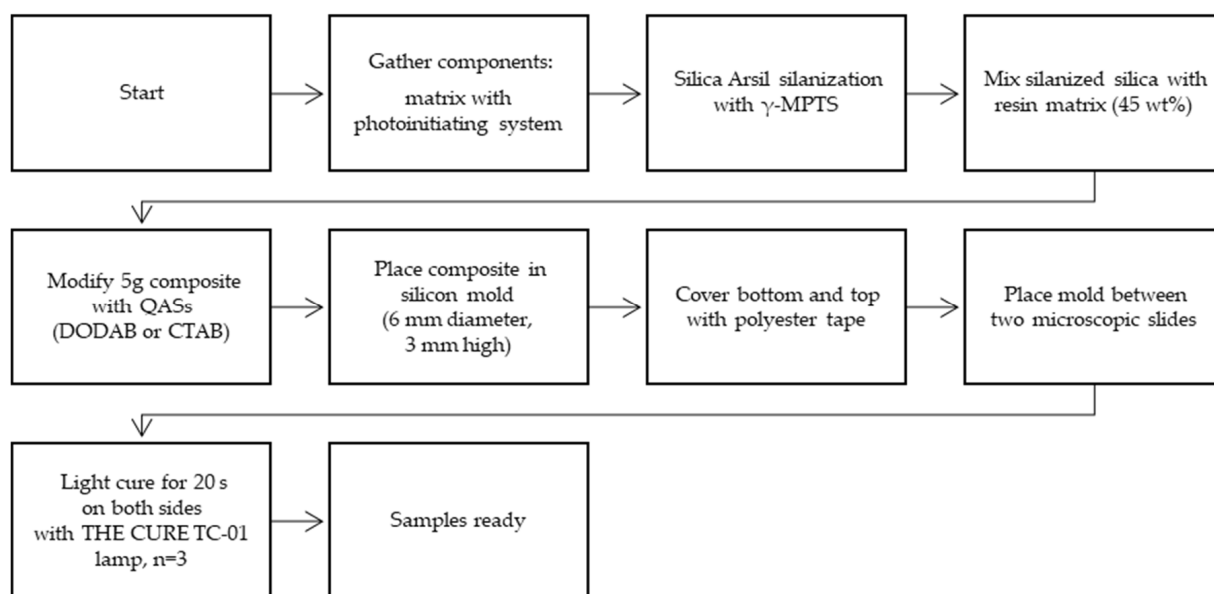 Start
Gather components:
matrix with
photoinitiating system
Silica Arsil silanization
with γ-MPTS
Mix silanized silica with
resin matrix (45 wt%)
Modify 5g composite
with QASs
(DODAB or CTAB)
Place composite in
silicon mold
(6 mm diameter,
3 mm high)
Cover bottom and top
with polyester tape
Place mold between
two microscopic slides
Light cure for 20 s
on both sides
with THE CURE TC-01
lamp, n=3
Samples ready